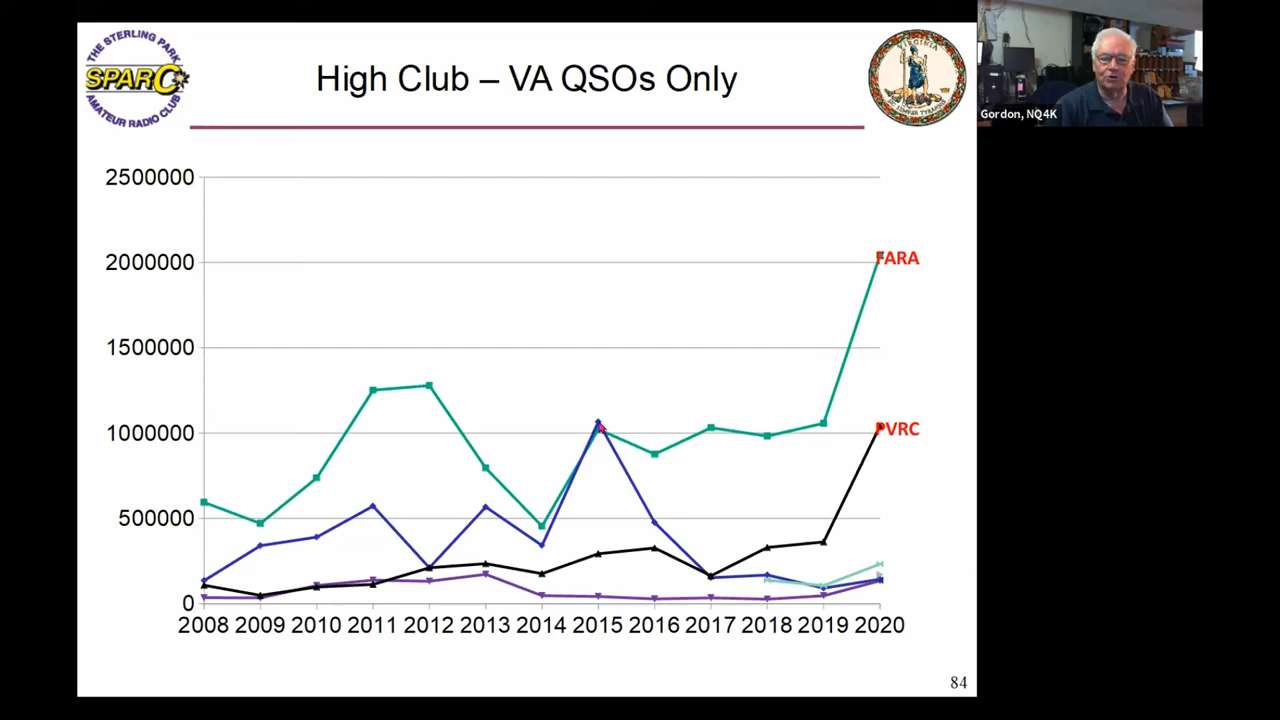 THE STERLING PARK
SPARC
AMATEUR RADIO CLUB
High Club – VA QSOs Only
VIRGINIA
Gordon, NQ4K
2500000
2000000
1500000
1000000
500000
0
FARA
PVRC
2008 2009 2010 2011 2012 2013 2014 2015 2016 2017 2018 2019 2020
84